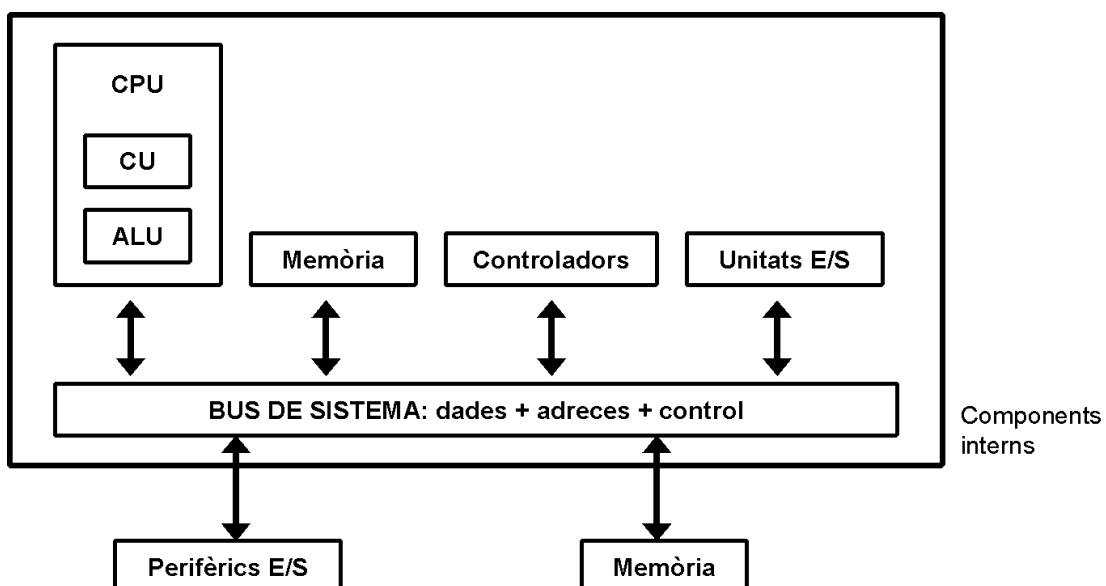 CPU
CU
ALU
Memòria
Controladors
Unitats E/S
BUS DE SISTEMA: dades + adreces + control
Components
interns
Perifèrics E/S
Memòria